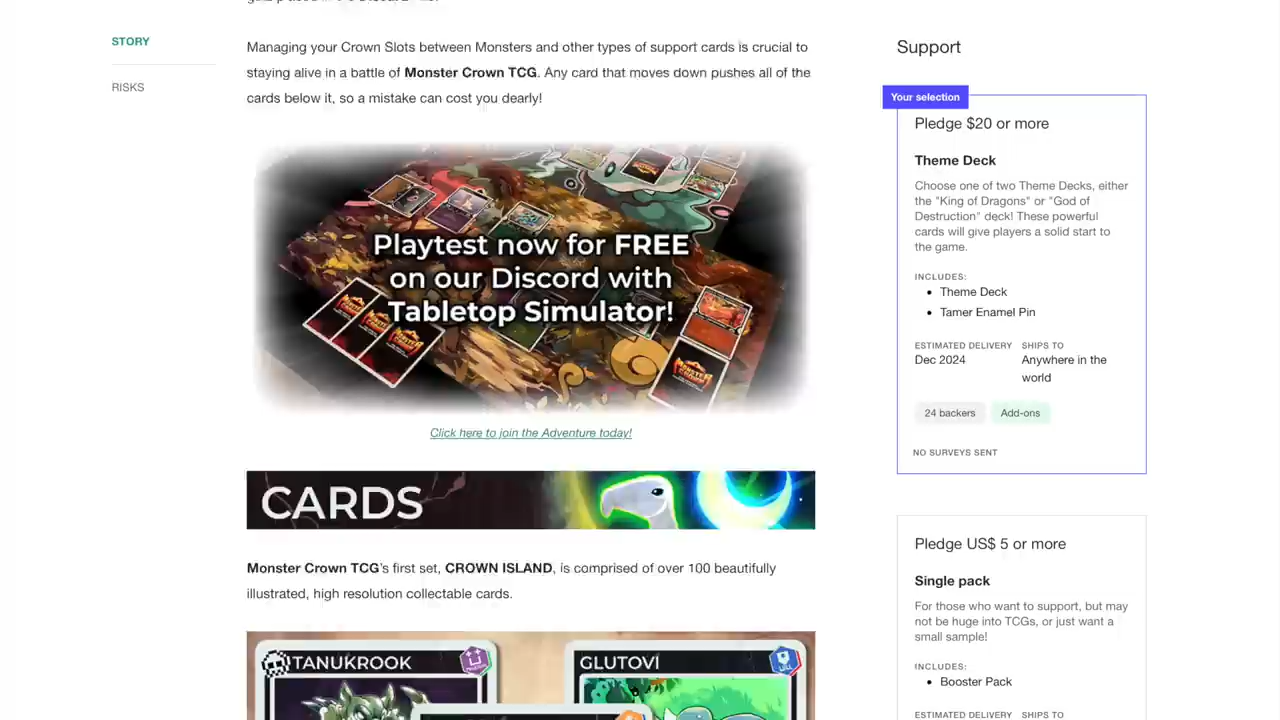 STORY
RISKS
Managing your Crown Slots between Monsters and other types of support cards is crucial to
staying alive in a battle of Monster Crown TCG. Any card that moves down pushes all of the
cards below it, so a mistake can cost you dearly!
Playtest now for FREE
on our Discord with
Tabletop Simulator!
Click here to join the Adventure today!
CARDS
Monster Crown TCG's first set, CROWN ISLAND, is comprised of over 100 beautifully
illustrated, high resolution collectable cards.
TANUKROOK
GLUTOVI
Support
Your selection
Pledge $20 or more
Theme Deck
Choose one of two Theme Decks, either
the "King of Dragons" or "God of
Destruction" deck! These powerful
cards will give players a solid start to
the game.
INCLUDES:
Theme Deck
Tamer Enamel Pin
ESTIMATED DELIVERY SHIPS TO
Dec 2024 Anywhere in the
world
24 backers Add-ons
NO SURVEYS SENT
Pledge US$ 5 or more
Single pack
For those who want to support, but may
not be huge into TCGs, or just want a
small sample!
INCLUDES:
Booster Pack
ESTIMATED DELIVERY SHIPS TO